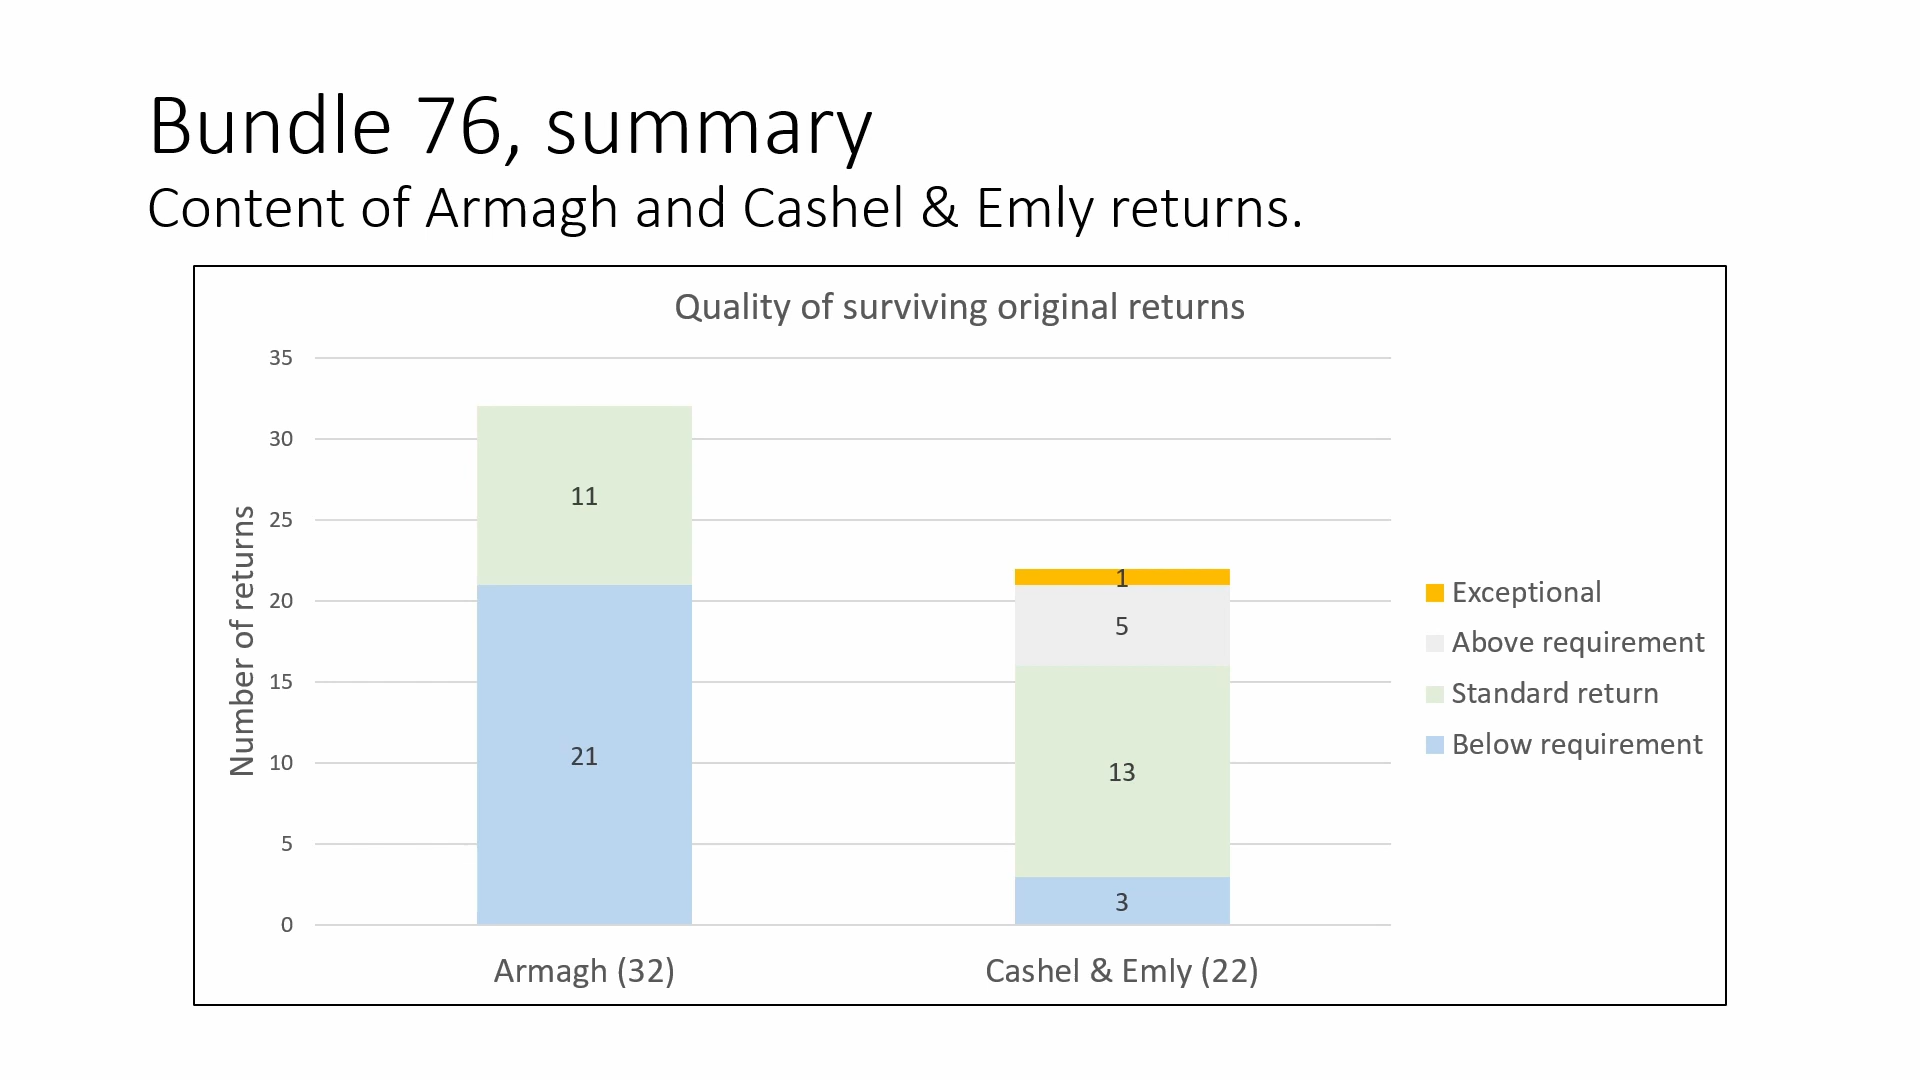 Bundle 76, summary
Content of Armagh and Cashel & Emly returns.
Quality of surviving original returns
Number of returns
35
30
25
20
15
10
5
0
11
21
1
5
13
3
Armagh (32)
Cashel & Emly (22)
Exceptional
Above requirement
Standard return
Below requirement